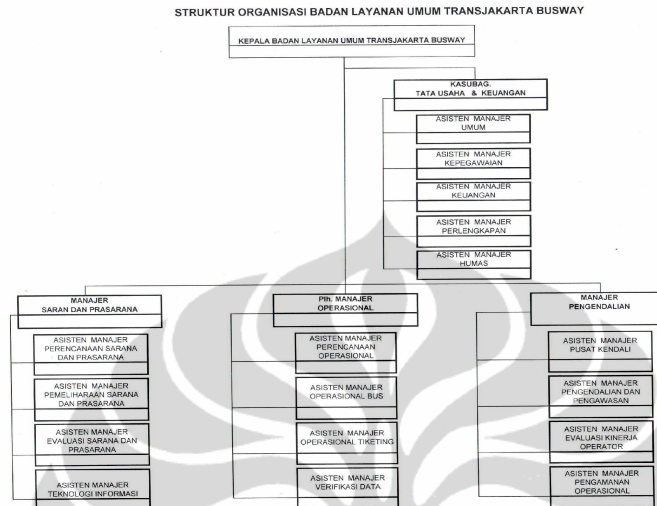 STRUKTUR ORGANISASI BADAN LAYANAN UMUM TRANSJAKARTA BUSWAY
KEPALA BADAN LAYANAN UMUM TRANSJAKARTA BUSWAY
KASUBAG.
TATA USAHA & KEUANGAN
ASISTEN MANAJER
UMUM
ASISTEN MANAJER
KEPEGAWAIAN
ASISTEN MANAJER
KEUANGAN
ASISTEN MANAJER
PERLENGKAPAN
ASISTEN MANAJER
HUMAS
MANAJER
SARAN DAN PRASARANA
ASISTEN MANAJER
PERENCANAAN SARANA
DAN PRASARANA
ASISTEN MANAJER
PEMELIHARAAN SARANA
DAN PRASARANA
ASISTEN MANAJER
EVALUASI SARANA DAN
PRASARANA
ASISTEN MANAJER
TEKNOLOGI INFORMASI
Plh. MANAJER
OPERASIONAL
ASISTEN MANAJER
PERENCANAAN
OPERASIONAL
ASISTEN MANAJER
OPERASIONAL BUS
ASISTEN MANAJER
OPERASIONAL TIKETING
ASISTEN MANAJER
VERIFIKASI DATA
MANAJER
PENGENDALIAN
ASISTEN MANAJER
PUSAT KENDALI
ASISTEN MANAJER
PENGENDALIAN DAN
PENGAWASAN
ASISTEN MANAJER
EVALUASI KINERJA
OPERATOR
ASISTEN MANAJER
PENGAMANAN
OPERASIONAL